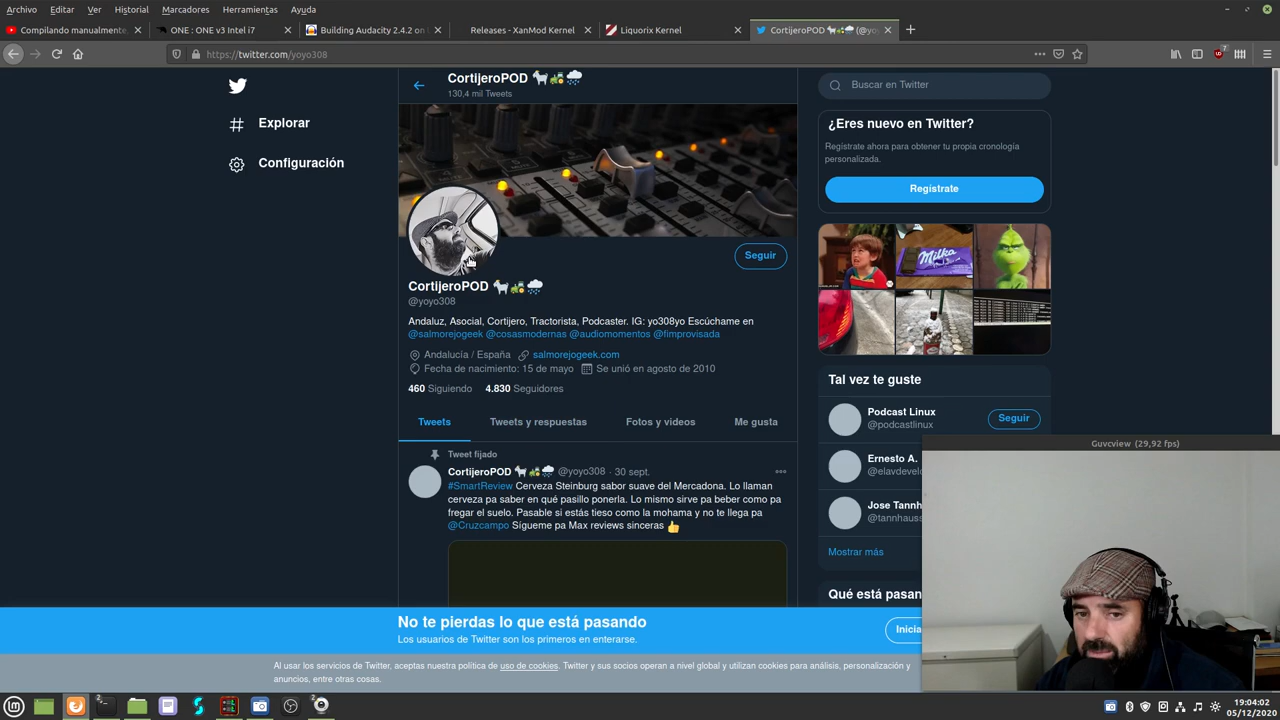 Archivo Editar Ver Historial Marcadores Herramientas Ayuda
Compilando manualmente,
ONE : ONE v3 Intel i7
Building Audacity 2.4.2 on L
Releases - XanMod Kernel
Liquorix Kernel
CortijeroPOD (@yo
https://twitter.com/yoyo308
Explorar
Configuración
CortijeroPOD
130,4 mil Tweets
Seguir
CortijeroPOD
@yoyo308
Andaluz, Asocial, Cortijero, Tractorista, Podcaster. IG: yo308yo Escúchame en
@salmorejogeek @cosasmodernas @audiomomentos @fimprovisada
Andalucía / España salmorejogeek.com
Fecha de nacimiento: 15 de mayo Se unió en agosto de 2010
460 Siguiendo 4.830 Seguidores
Tweets Tweets y respuestas Fotos y videos Me gusta
Tweet fijado
CortijeroPOD @yoyo308 · 30 sept.
#SmartReview Cerveza Steinburg sabor suave del Mercadona. Lo llaman
cerveza pa saber en qué pasillo ponerla. Lo mismo sirve pa beber como pa
fregar el suelo. Pasable si estás tieso como la mohama y no te llega pa
@Cruzcampo Sígueme pa Max reviews sinceras
Buscar en Twitter
¿Eres nuevo en Twitter?
Regístrate ahora para obtener tu propia cronología
personalizada.
Regístrate
Milka
Tal vez te guste
Podcast Linux
@podcastlinux
Seguir
Ernesto A.
@elavdevel
Jose Tannh
@tannhaus
Mostrar más
Qué está pasan
Guvcview (29,92 fps)
No te pierdas lo que está pasando
Los usuarios de Twitter son los primeros en enterarse.
Inicia
Al usar los servicios de Twitter, aceptas nuestra política de uso de cookies. Twitter y sus socios operan a nivel global y utilizan cookies para análisis, personalización y
anuncios, entre otras cosas.
19:04:02
05/12/2020